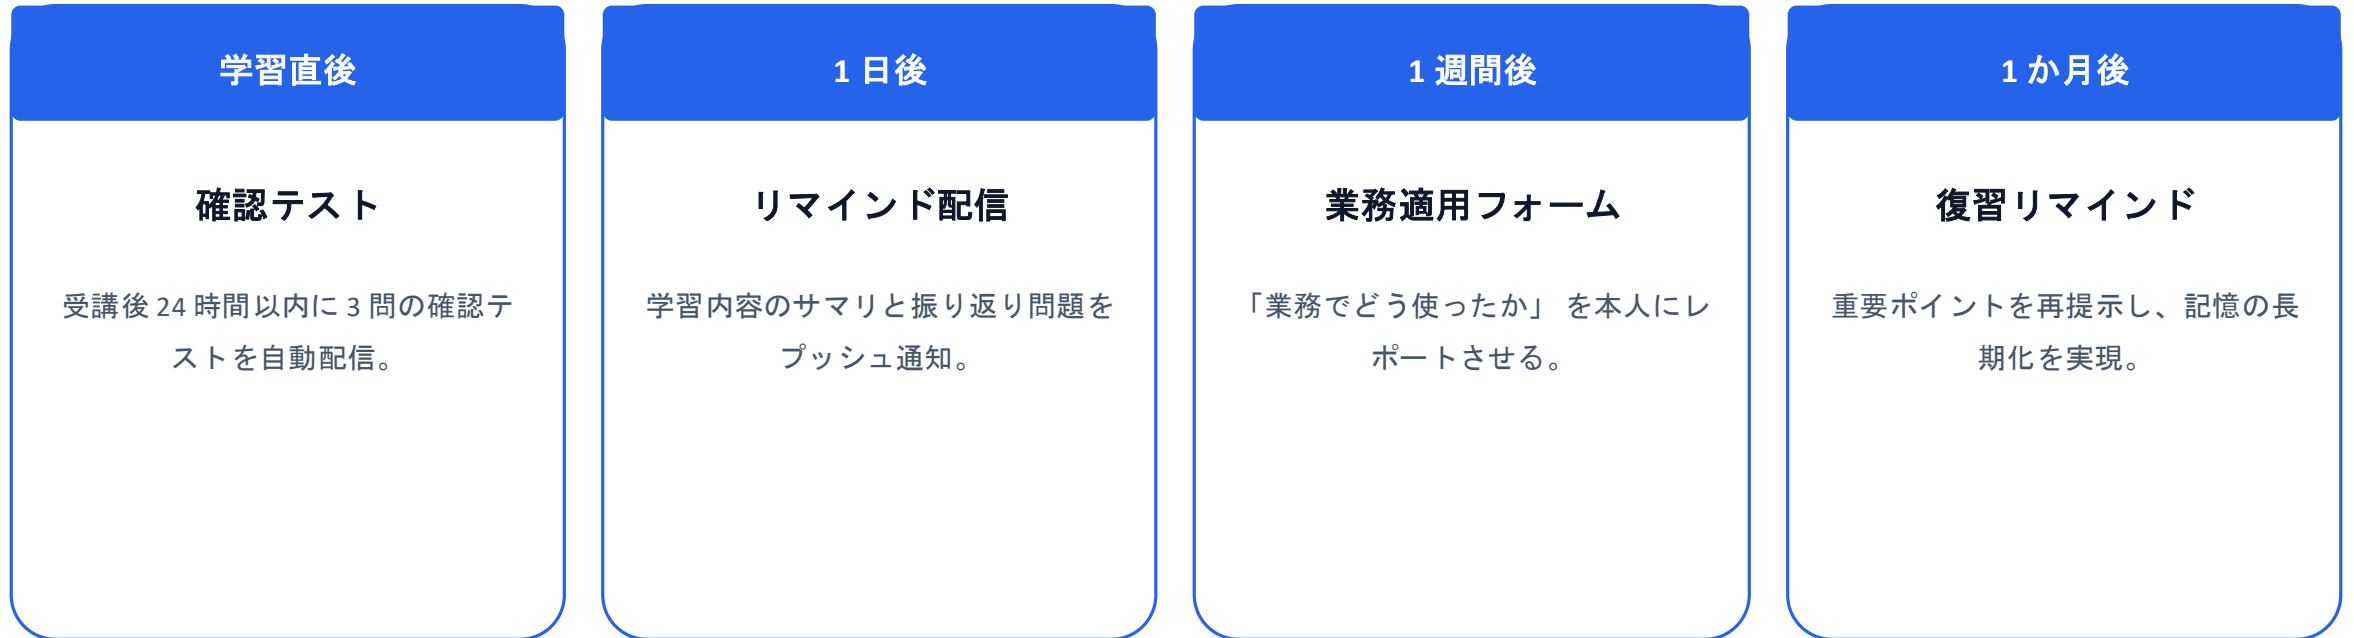 学習直後
確認テスト
受講後 24 時間以内に 3 問の確認テ
ストを自動配信。
1 日後
リマインド配信
学習内容のサマリと振り返り問題を
プッシュ通知。
1 週間後
業務適用フォーム
「業務でどう使ったか」 を本人にレ
ポートさせる。
1 か月後
復習リマインド
重要ポイントを再提示し、記憶の長
期化を実現。